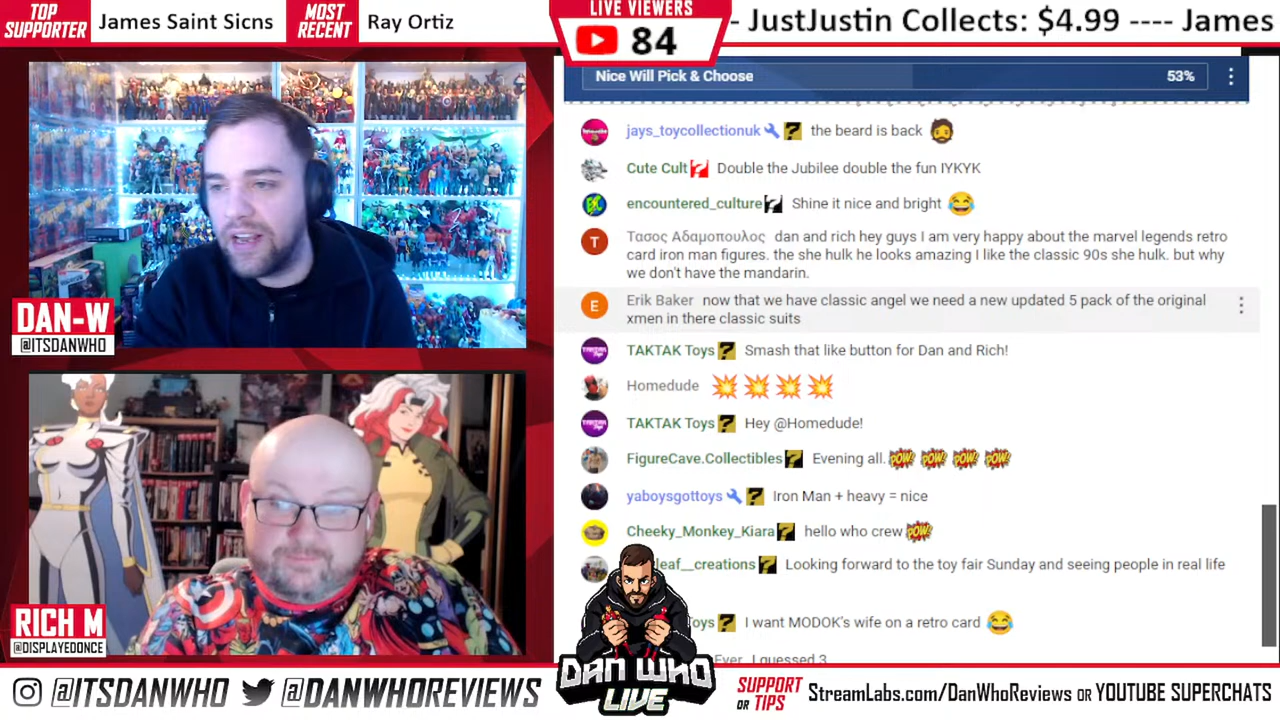 TOP
SUPPORTER
James Saint Sicns
MOST
RECENT
Ray Ortiz
LIVE VIEWERS
84
- JustJustin Collects: $4.99 ---- James
Nice Will Pick & Choose
53%
jays_toycollectionuk the beard is back
Cute Cult Double the Jubilee double the fun IYKYK
encountered_culture Shine it nice and bright
Τασος Αδαμοπουλος dan and rich hey guys I am very happy about the marvel legends retro
card iron man figures. the she hulk he looks amazing I like the classic 90s she hulk. but why
we don't have the mandarin.
Erik Baker now that we have classic angel we need a new updated 5 pack of the original
xmen in there classic suits
TAKTAK Toys Smash that like button for Dan and Rich!
Homedude
TAKTAK Toys Hey @Homedude!
FigureCave.Collectibles Evening all. POW POW POW POW
yaboysgottoys Iron Man + heavy = nice
Cheeky_Monkey_Kiara hello who crew POW
leaf__creations Looking forward to the toy fair Sunday and seeing people in real life
oys I want MODOK's wife on a retro card
Ever I guessed 3
DAN-W
@ITSDANWHO
RICH M
@DISPLAYEDONCE
DAN WHO
LIVE
@ITSDANWHO
@DANWHOREVIEWS
SUPPORT
OR TIPS
StreamLabs.com/DanWhoReviews OR YOUTUBE SUPERCHATS